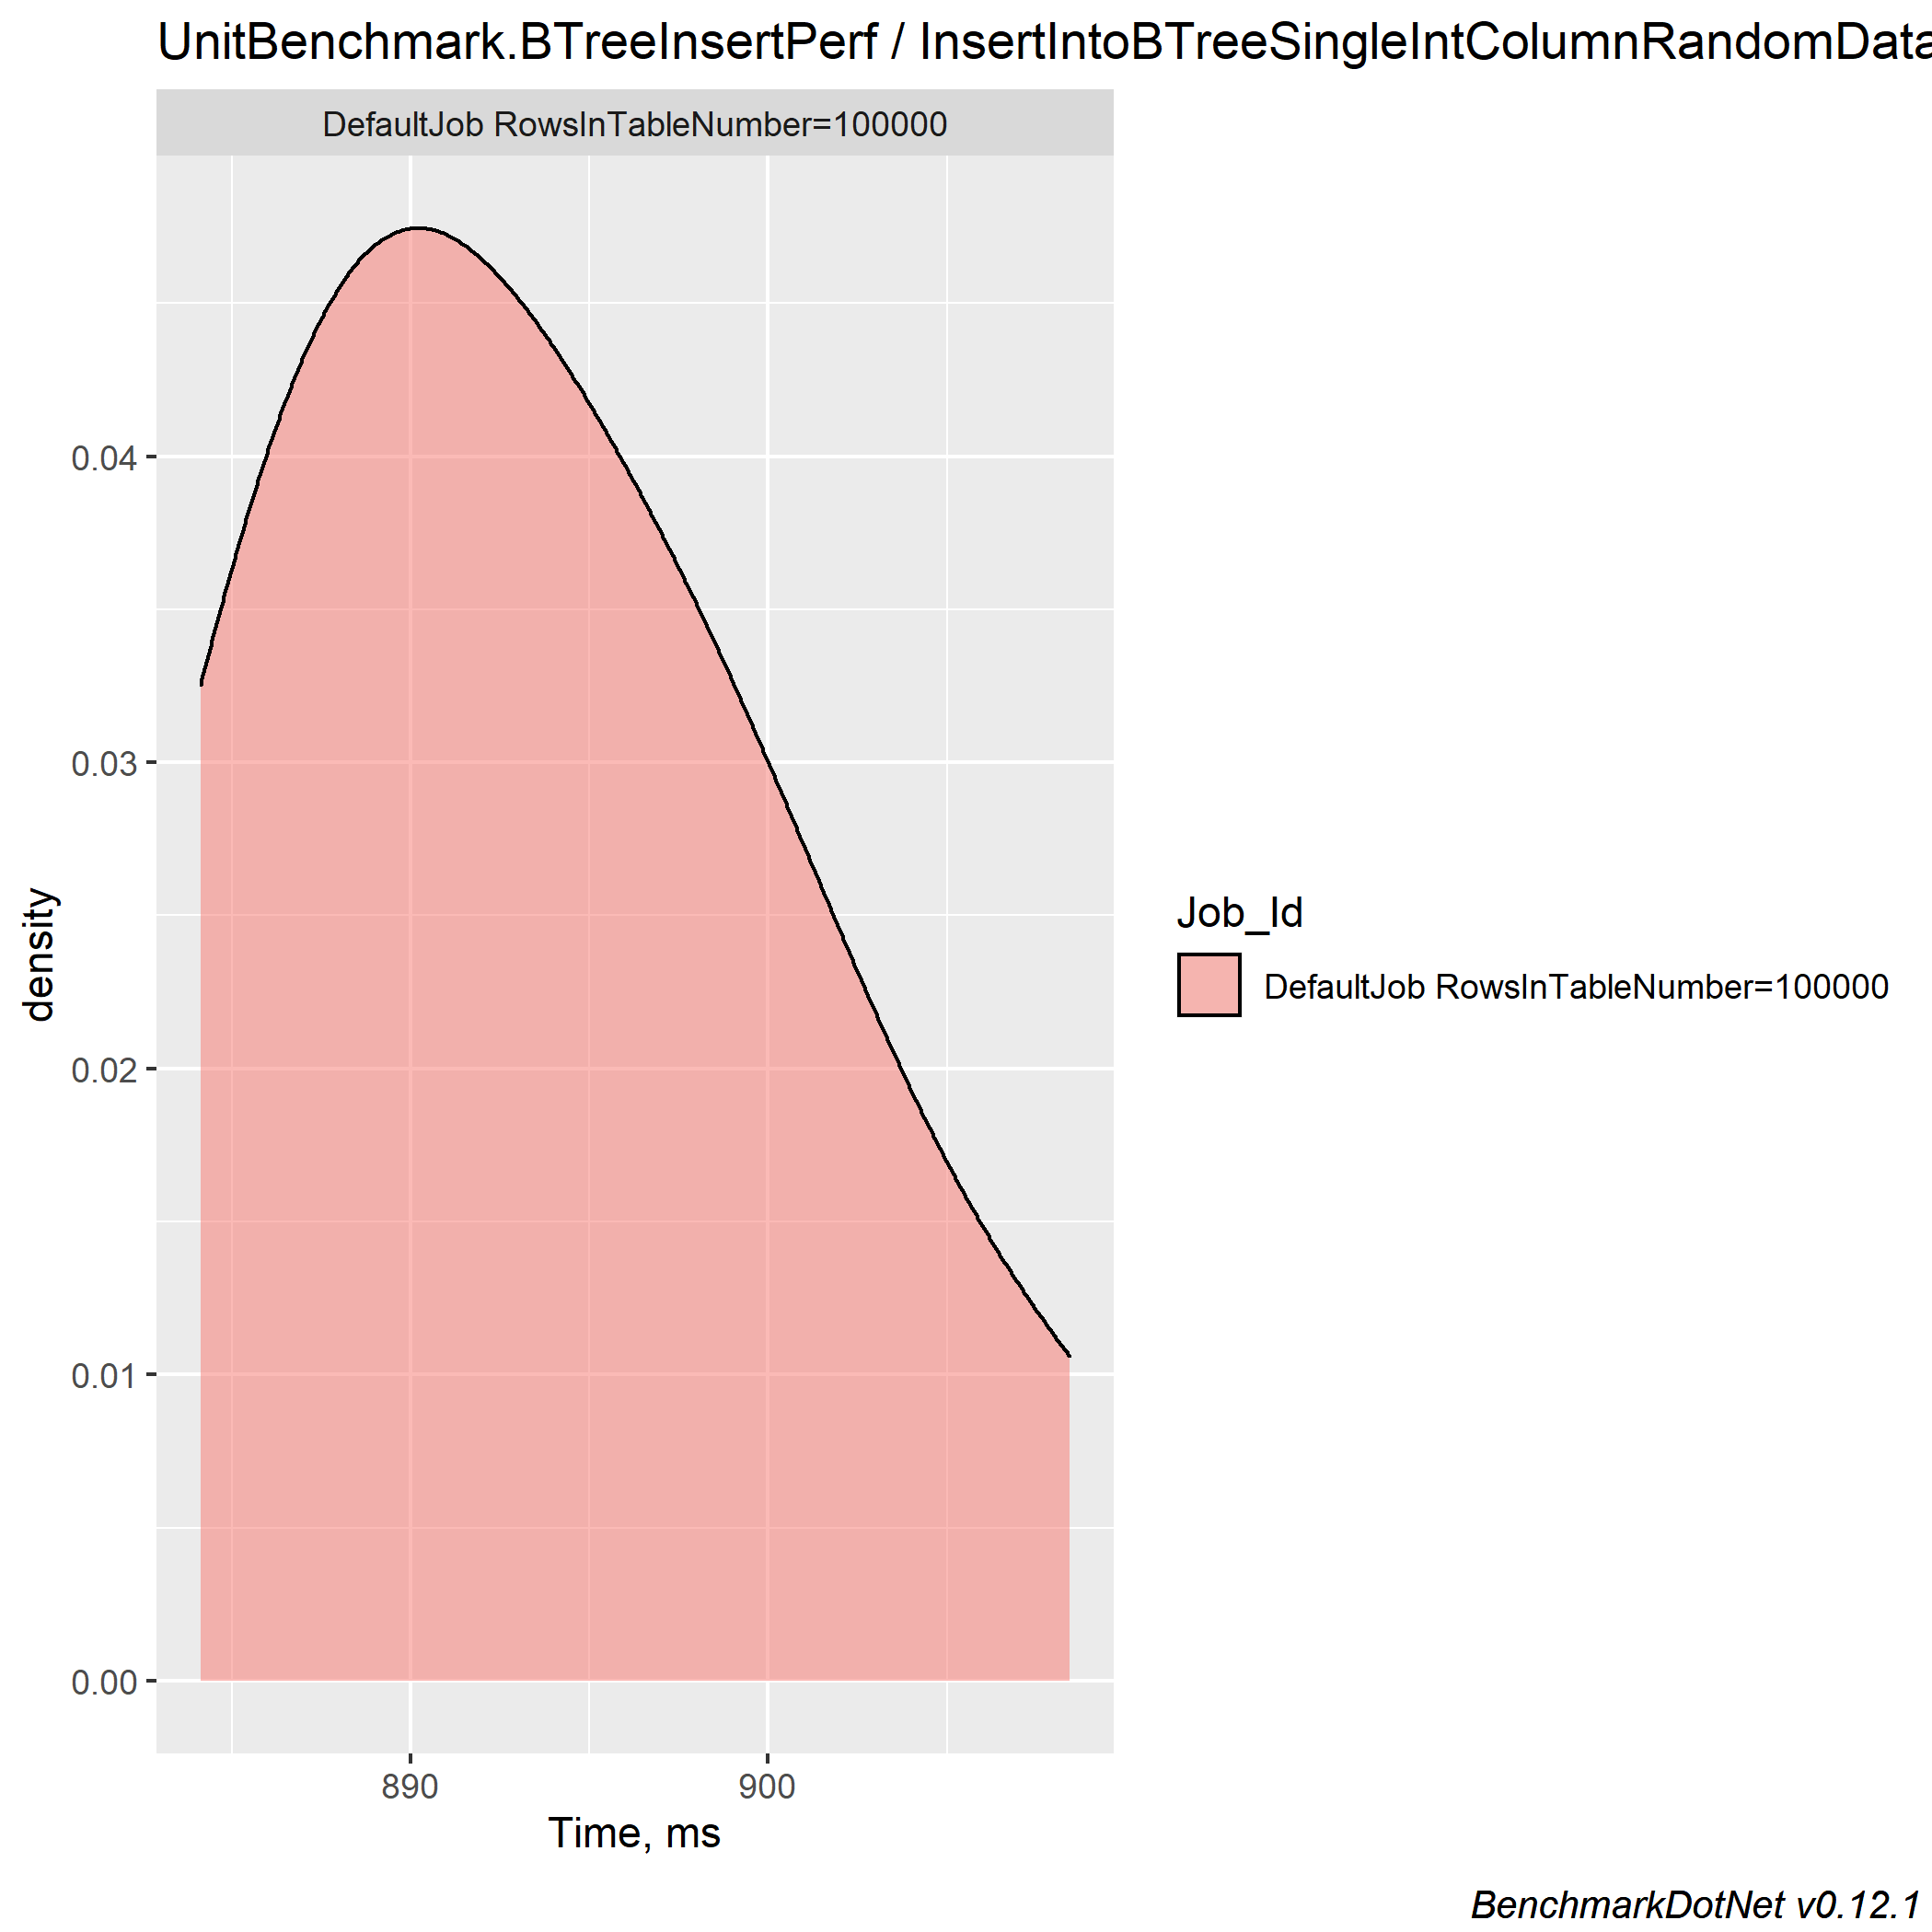 UnitBenchmark.BTreeInsertPerf / InsertIntoBTreeSingleIntColumnRandomData
DefaultJob RowsInTableNumber=100000
0.04
0.03
0.02
0.01
0.00
density
890 900
Time, ms
Job_Id
DefaultJob RowsInTableNumber=100000
BenchmarkDotNet v0.12.1